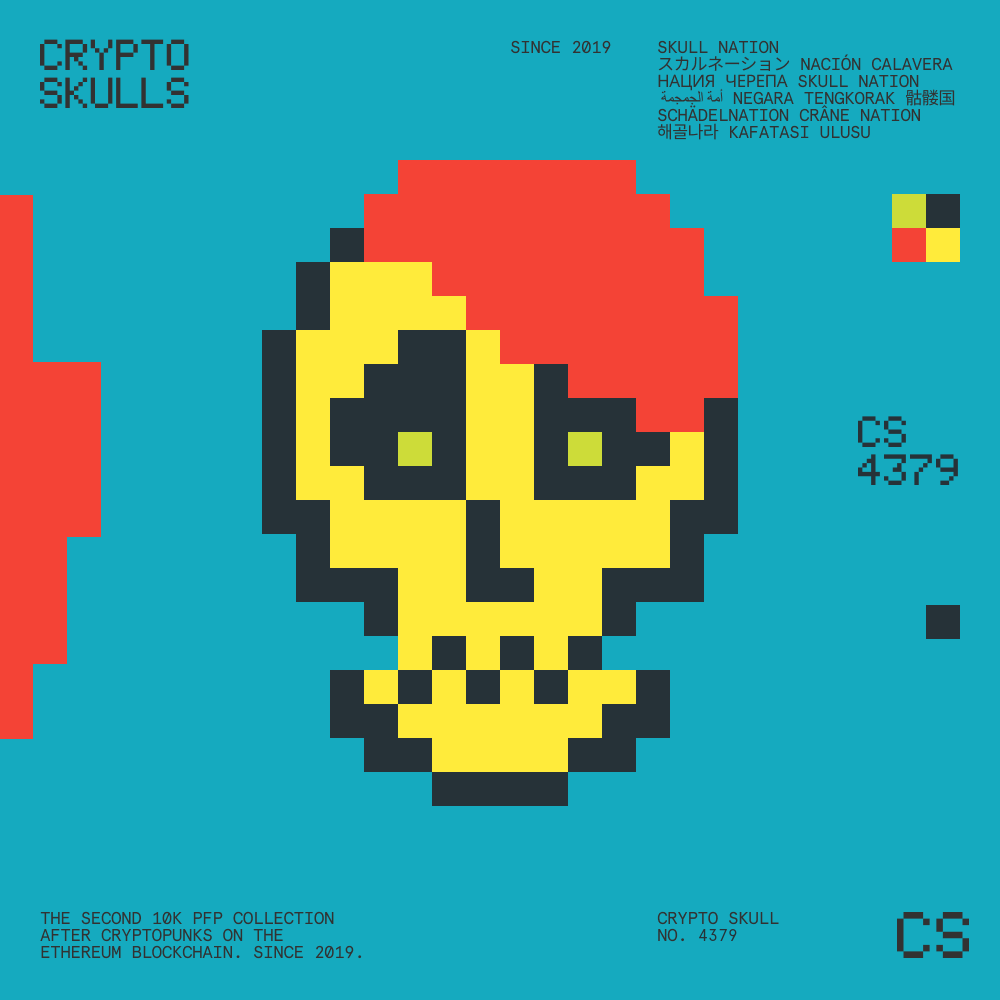 CRYPTO
SKULLS
SINCE 2019
SKULL NATION
スカルネーション NACIÓN CALAVERA
НАЦИЯ ЧЕРЕПА SKULL NATION
أمة الجمجمة NEGARA TENGKORAK 骷髅国
SCHÄDELNATION CRÂNE NATION
해골나라 KAFATASI ULUSU
CS
4379
THE SECOND 10K PFP COLLECTION
AFTER CRYPTOPUNKS ON THE
ETHEREUM BLOCKCHAIN. SINCE 2019.
CRYPTO SKULL
NO. 4379
CS